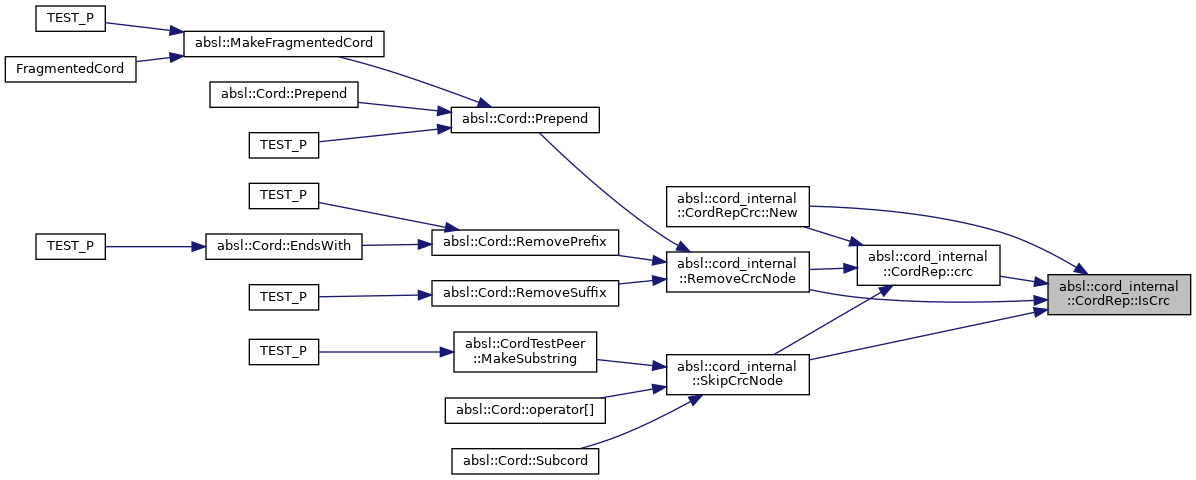 TEST_P
absl::MakeFragmentedCord
FragmentedCord
absl::Cord::Prepend
absl::Cord::Prepend
TEST_P
TEST_P
absl::cord_internal
::CordRepCrc::New
absl::Cord::RemovePrefix
TEST_P
absl::Cord::EndsWith
absl::cord_internal
::CordRep::crc
absl::cord_internal
::RemoveCrcNode
absl::cord_internal
::CordRep::IsCrc
TEST_P
absl::Cord::RemoveSuffix
TEST_P
absl::CordTestPeer
::MakeSubstring
absl::cord_internal
::SkipCrcNode
absl::Cord::operator[]
absl::Cord::Subcord